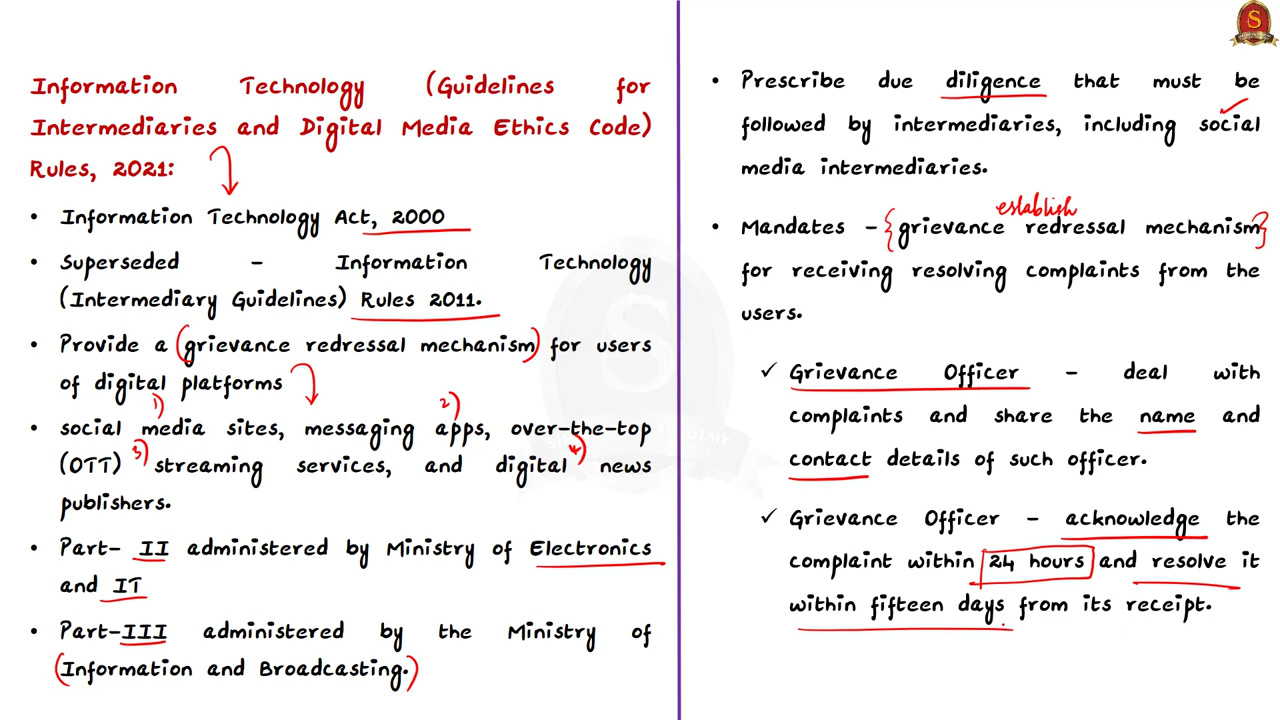 Information Technology (Guidelines for
Intermediaries and Digital Media Ethics Code)
Rules, 2021:
• Information Technology Act, 2000
• Superseded - Information Technology
(Intermediary Guidelines) Rules 2011.
• Provide a (grievance redressal mechanism) for users
of digital platforms
1) 2)
• social media sites, messaging apps, over-the-top
(OTT) 3) streaming services, and digital 4) news
publishers.
• Part- II administered by Ministry of Electronics
and IT
• Part-III administered by the Ministry of
(Information and Broadcasting.)
• Prescribe due diligence that must be
followed by intermediaries, including social
media intermediaries.
establish
• Mandates - {grievance redressal mechanism}
for receiving resolving complaints from the
users.
✓ Grievance Officer - deal with
complaints and share the name and
contact details of such officer.
✓ Grievance Officer - acknowledge the
complaint within 24 hours and resolve it
within fifteen days from its receipt.